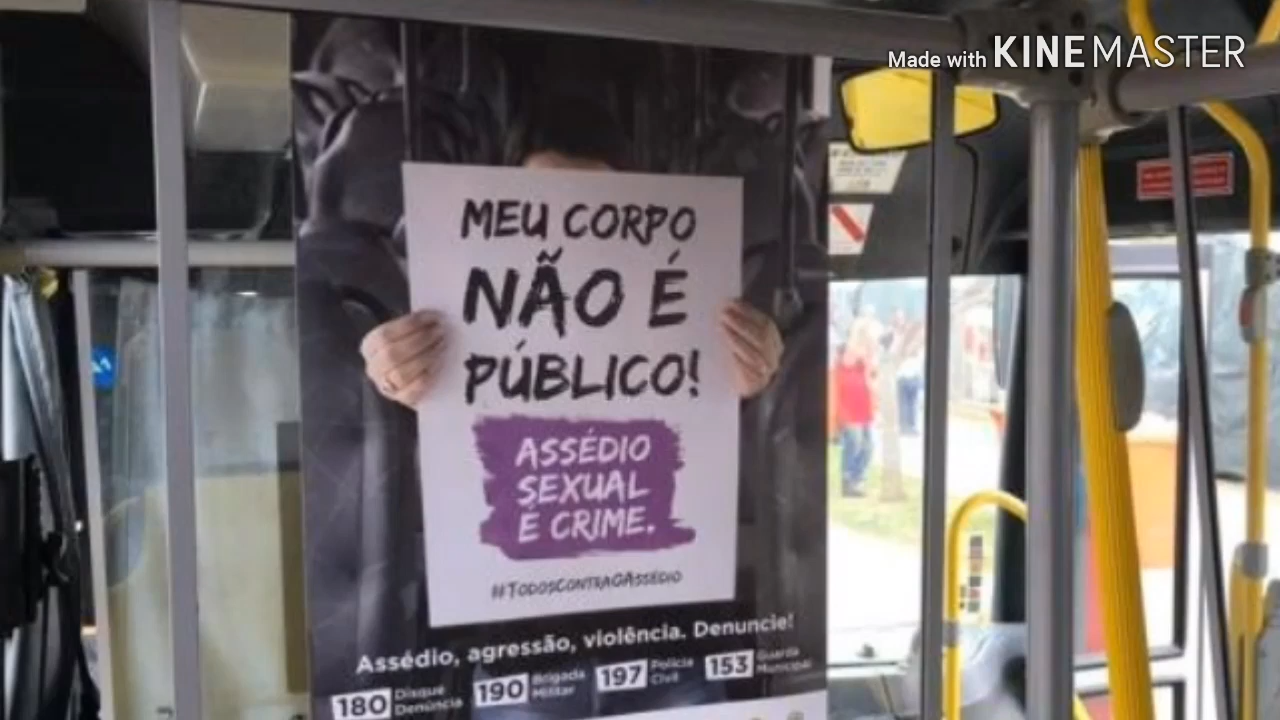 Made with KINEMASTER
MEU CORPO
NÃO É
PÚBLICO!
ASSÉDIO
SEXUAL
É CRIME.
#TODOSCONTRAOASSÉDIO
Assédio, agressão, violência. Denuncie!
180 Disque Denúncia 190 Brigada Militar 197 Polícia Civil 153 Guarda Municipal